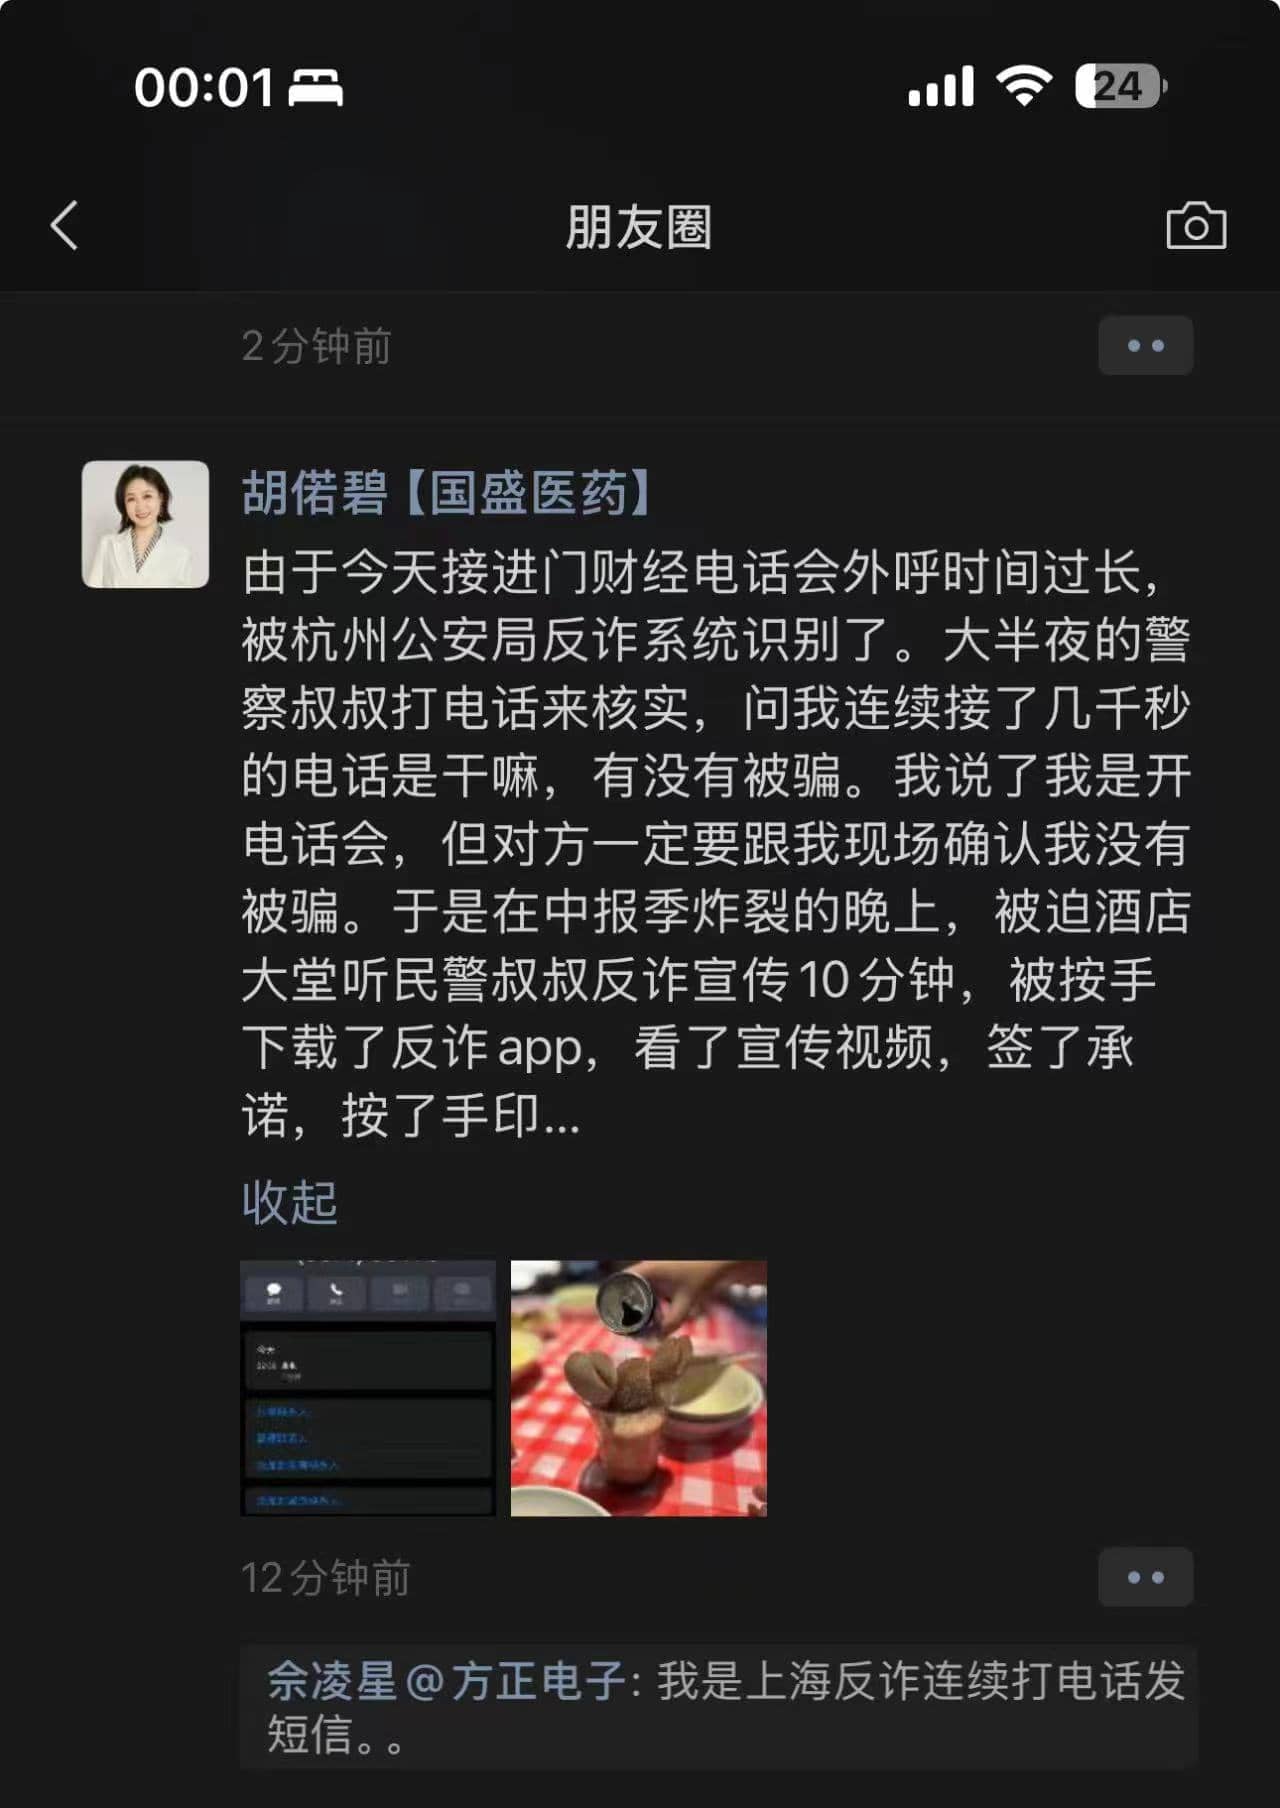 00:01
24
朋友圈
2分钟前
胡偌碧【国盛医药】
由于今天接进门财经电话会外呼时间过长，
被杭州公安局反诈系统识别了。大半夜的警
察叔叔打电话来核实，问我连续接了几千秒
的电话是干嘛，有没有被骗。我说了我是开
电话会，但对方一定要跟我现场确认我没有
被骗。于是在中报季炸裂的晚上，被迫酒店
大堂听民警叔叔反诈宣传10分钟，被按手
下载了反诈app，看了宣传视频，签了承
诺，按了手印...
收起
今天
12分钟前
佘凌星@方正电子：我是上海反诈连续打电话发
短信。。